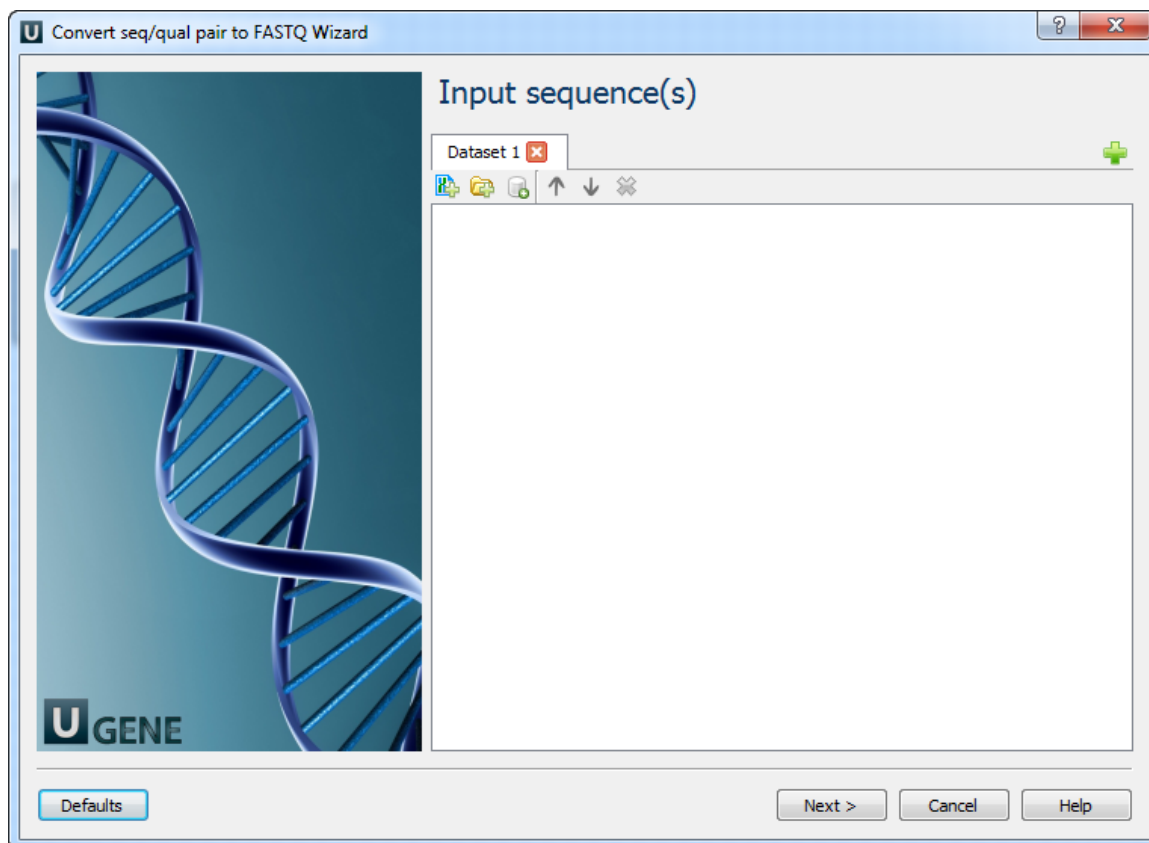 U Convert seq/qual pair to FASTQ Wizard
?
Input sequence(s)
Dataset 1
U GENE
Defaults
Next >
Cancel
Help